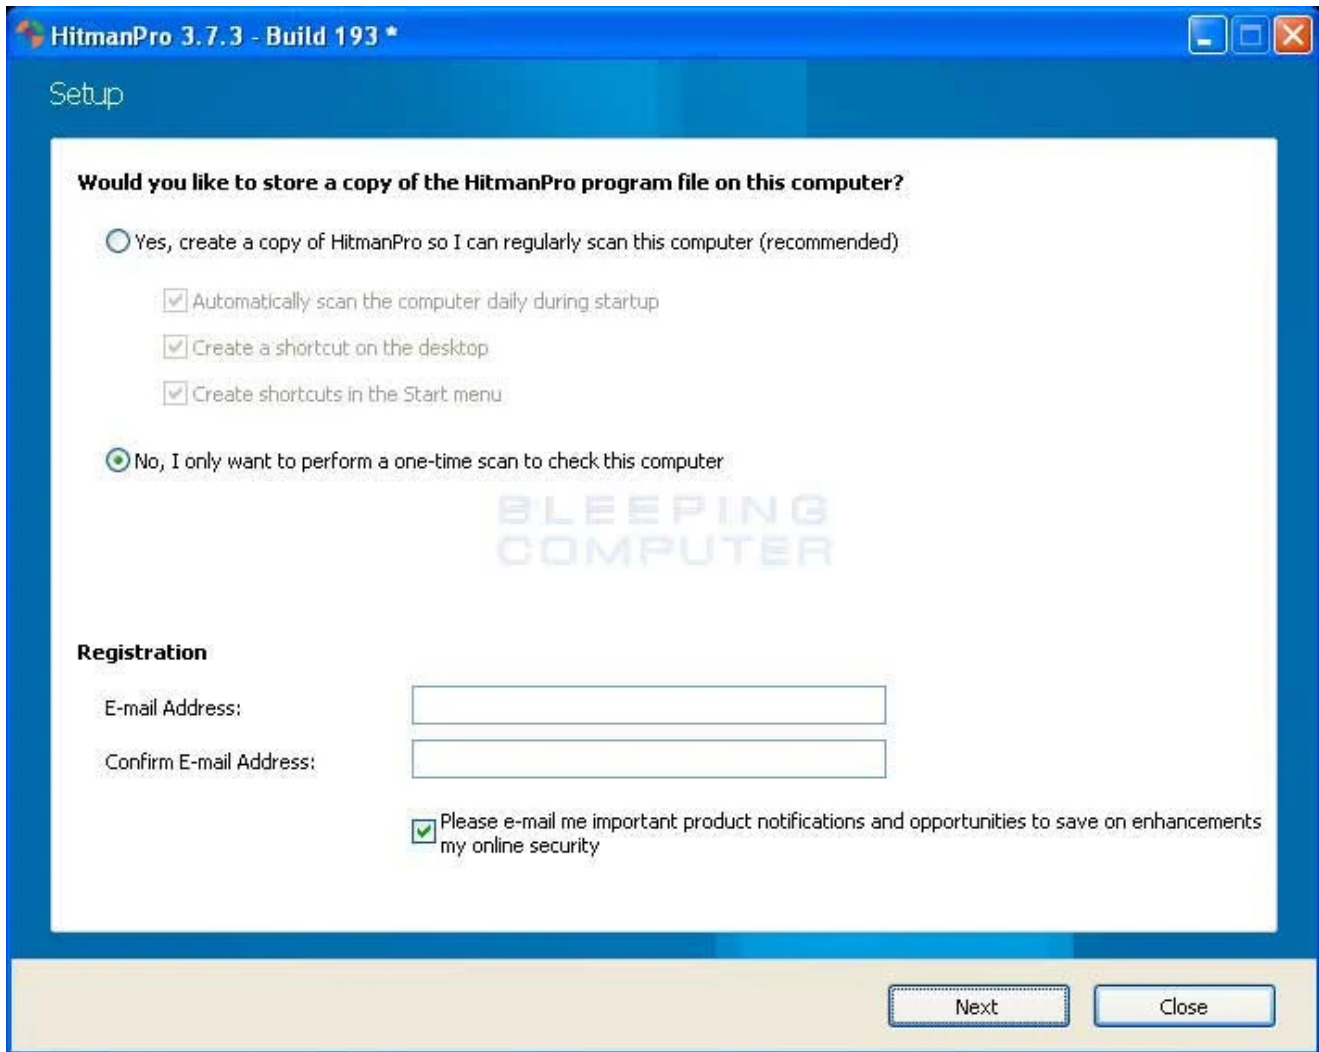 HitmanPro 3.7.3 - Build 193 *
Setup
Would you like to store a copy of the HitmanPro program file on this computer?
Yes, create a copy of HitmanPro so I can regularly scan this computer (recommended)
Automatically scan the computer daily during startup
Create a shortcut on the desktop
Create shortcuts in the Start menu
No, I only want to perform a one-time scan to check this computer
BLEEPING
COMPUTER
Registration
E-mail Address:
Confirm E-mail Address:
Please e-mail me important product notifications and opportunities to save on enhancements
my online security
Next
Close